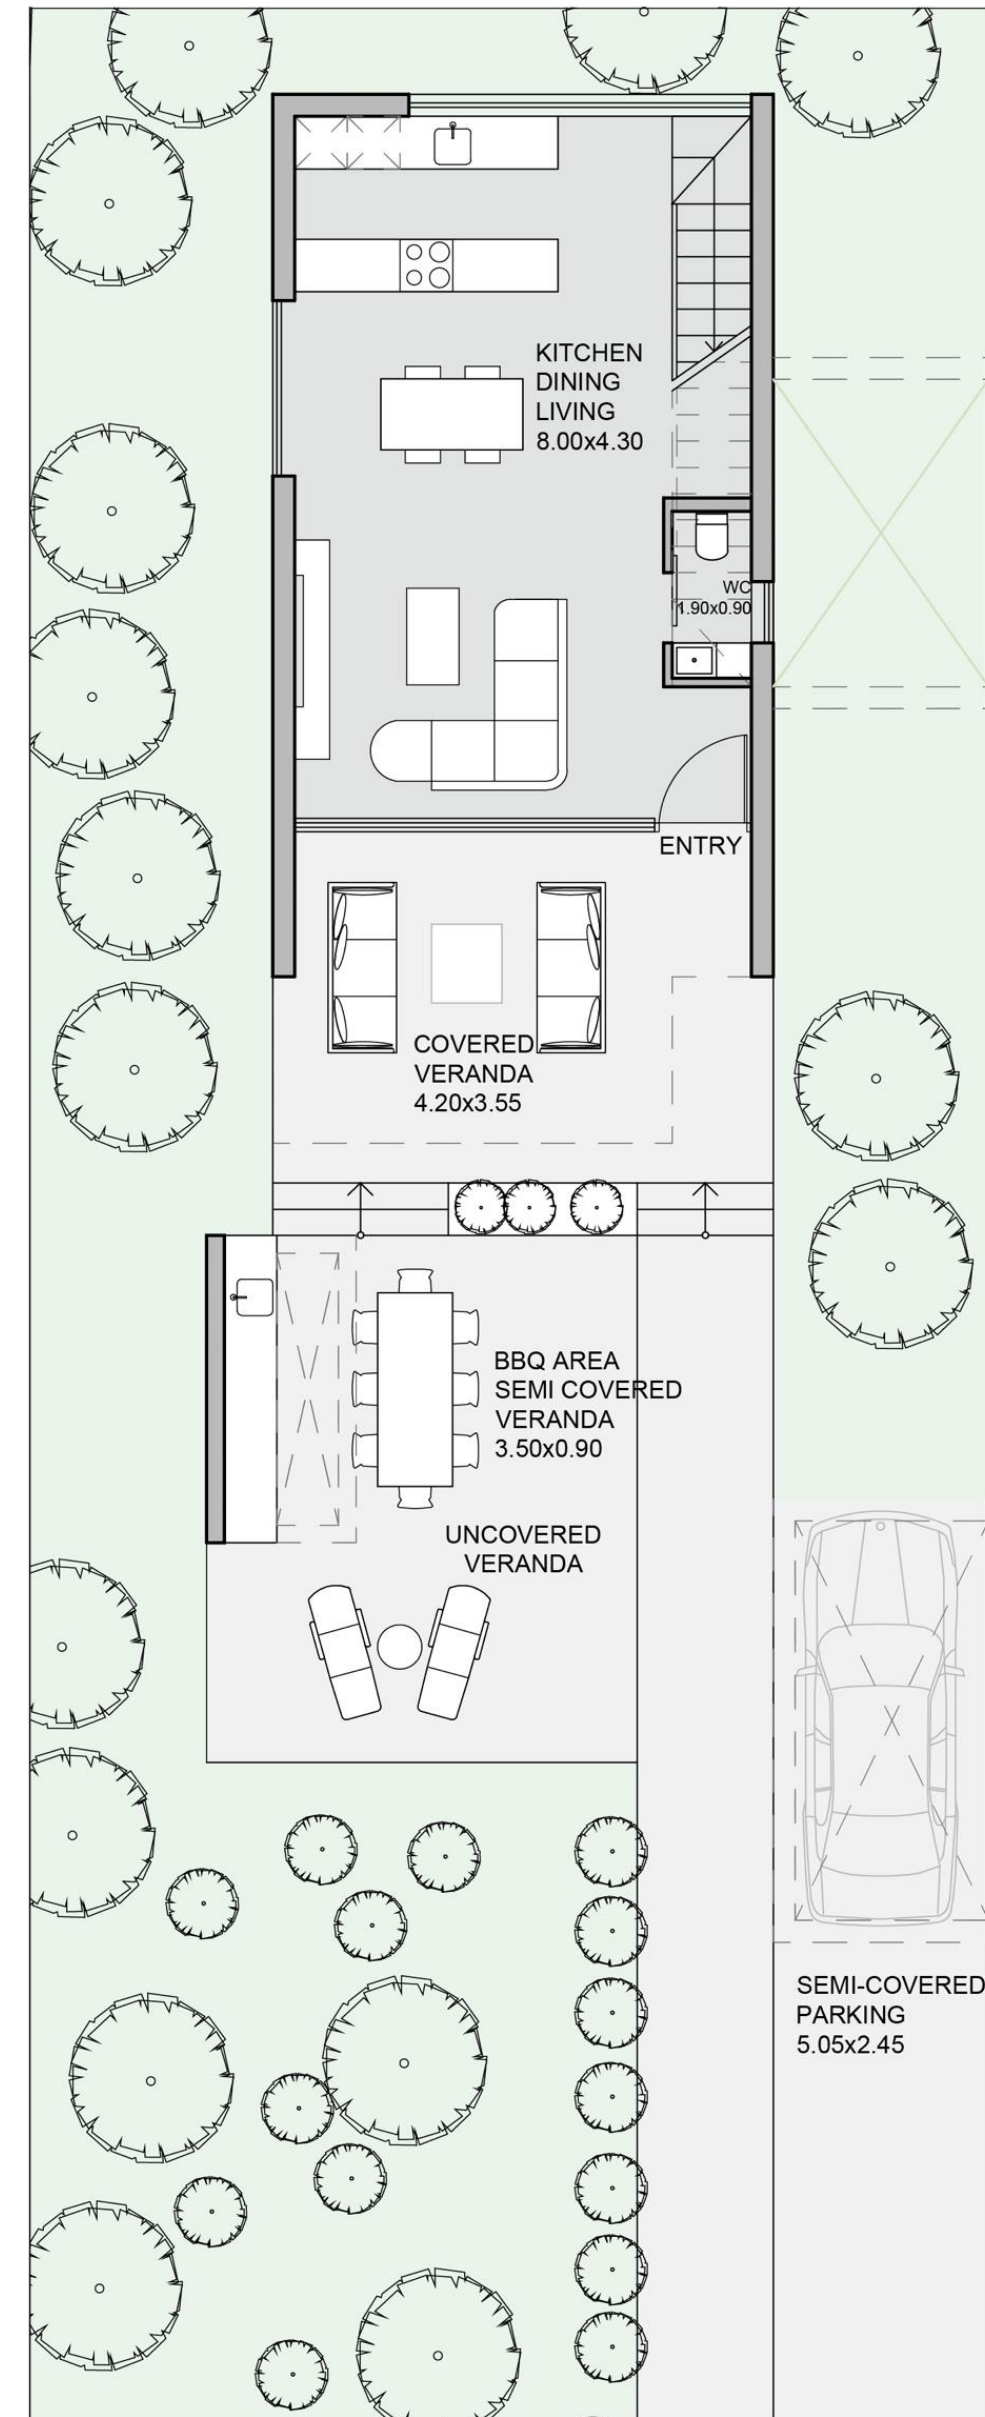 KITCHEN
DINING
LIVING
8.00x4.30
WC
1.90x0.90
ENTRY
COVERED
VERANDA
4.20x3.55
BBQ AREA
SEMI COVERED
VERANDA
3.50x0.90
UNCOVERED
VERANDA
SEMI-COVERED
PARKING
5.05x2.45